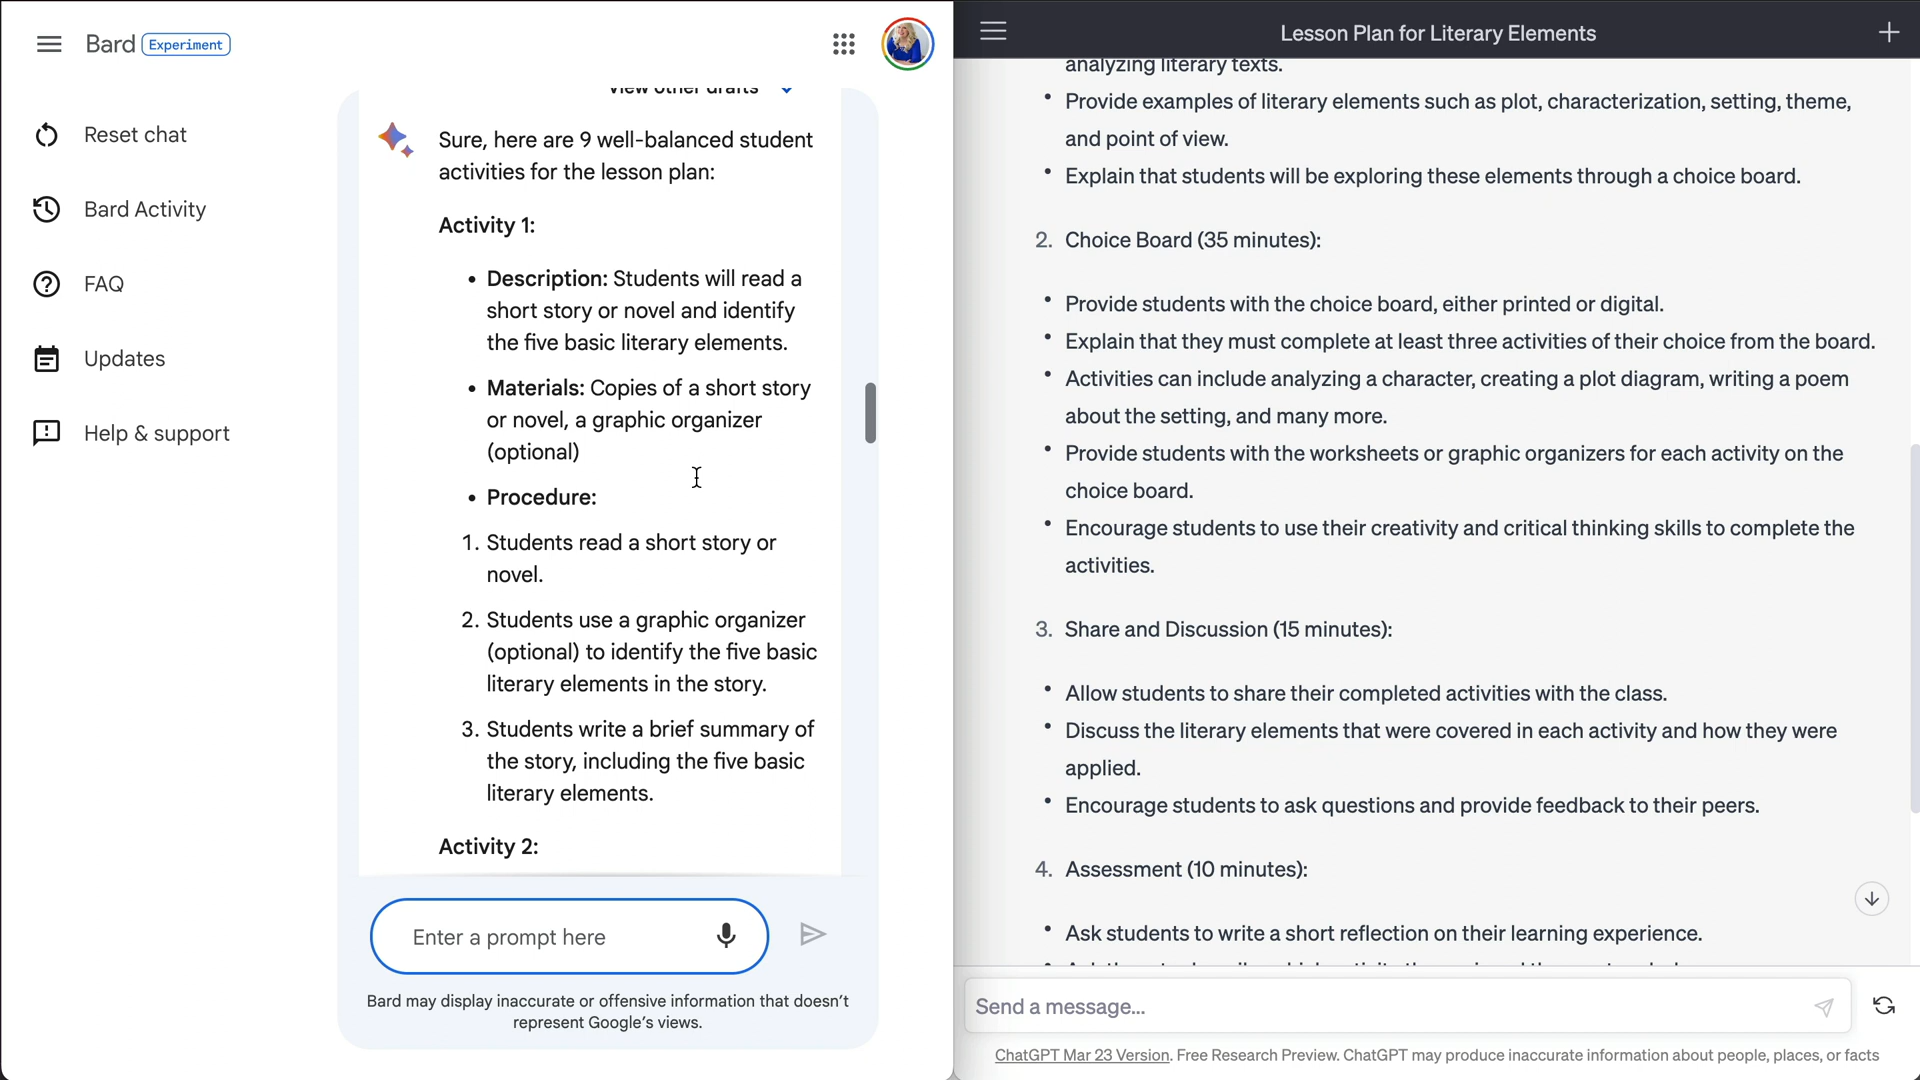 Bard Experiment
Reset chat
Bard Activity
FAQ
Updates
Help & support
View other drafts
Sure, here are 9 well-balanced student
activities for the lesson plan:
Activity 1:
• Description: Students will read a
short story or novel and identify
the five basic literary elements.
• Materials: Copies of a short story
or novel, a graphic organizer
(optional)
• Procedure:
1. Students read a short story or
novel.
2. Students use a graphic organizer
(optional) to identify the five basic
literary elements in the story.
3. Students write a brief summary of
the story, including the five basic
literary elements.
Activity 2:
Enter a prompt here
Bard may display inaccurate or offensive information that doesn't
represent Google's views.
Lesson Plan for Literary Elements
analyzing literary texts.
• Provide examples of literary elements such as plot, characterization, setting, theme,
and point of view.
• Explain that students will be exploring these elements through a choice board.
2. Choice Board (35 minutes):
• Provide students with the choice board, either printed or digital.
• Explain that they must complete at least three activities of their choice from the board.
• Activities can include analyzing a character, creating a plot diagram, writing a poem
about the setting, and many more.
• Provide students with the worksheets or graphic organizers for each activity on the
choice board.
• Encourage students to use their creativity and critical thinking skills to complete the
activities.
3. Share and Discussion (15 minutes):
• Allow students to share their completed activities with the class.
• Discuss the literary elements that were covered in each activity and how they were
applied.
• Encourage students to ask questions and provide feedback to their peers.
4. Assessment (10 minutes):
• Ask students to write a short reflection on their learning experience.
Send a message...
ChatGPT Mar 23 Version. Free Research Preview. ChatGPT may produce inaccurate information about people, places, or facts